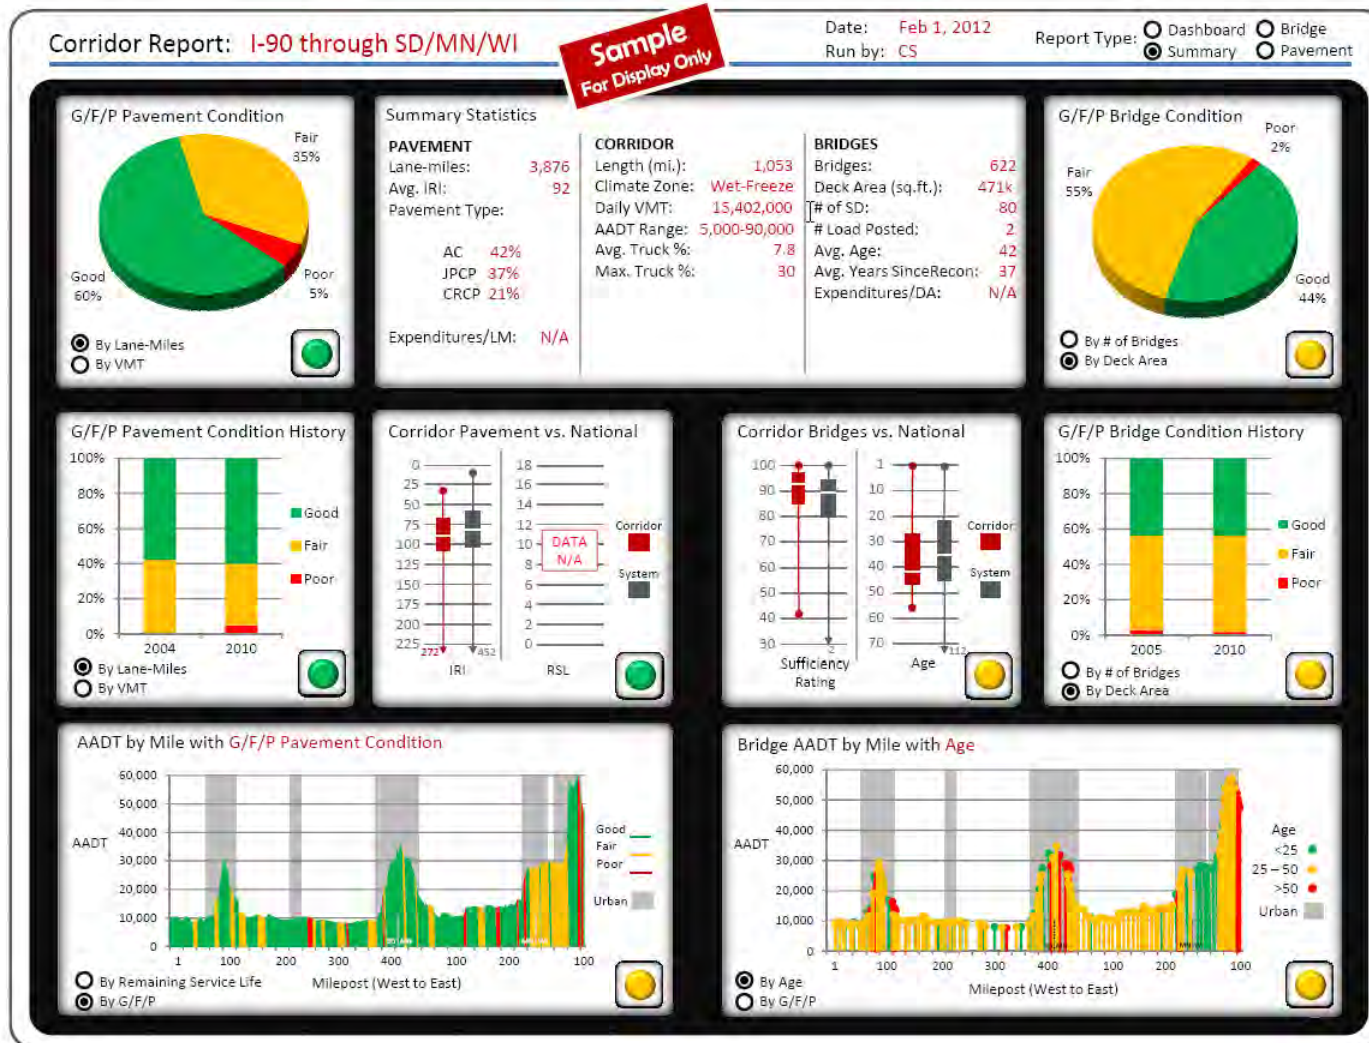 Corridor Report: I-90 through SD/MN/WI
Sample
For Display Only
Date: Feb 1, 2012
Run by: CS
Report Type: Dashboard Bridge
Summary Pavement
G/F/P Pavement Condition
Fair
35%
Good
60%
Poor
5%
By Lane-Miles
By VMT
Summary Statistics
PAVEMENT
Lane-miles: 3,876
Avg. IRI: 92
Pavement Type:
AC 42%
JPCP 37%
CRCP 21%
Expenditures/LM: N/A
CORRIDOR
Length (mi.): 1,053
Climate Zone: Wet-Freeze
Daily VMT: 15,402,000
AADT Range: 5,000-90,000
Avg. Truck %: 7.8
Max. Truck %: 30
BRIDGES
Bridges: 622
Deck Area (sq.ft.): 471k
# of SD: 80
# Load Posted: 2
Avg. Age: 42
Avg. Years SinceRecon: 37
Expenditures/DA: N/A
G/F/P Bridge Condition
Poor
2%
Fair
55%
Good
44%
By # of Bridges
By Deck Area
G/F/P Pavement Condition History
100%
80%
60%
40%
20%
0%
2004 2010
Good
Fair
Poor
By Lane-Miles
By VMT
Corridor Pavement vs. National
0
25
50
75
100
125
150
175
200
225
272 452
IRI
18
16
14
12
10
8
6
4
2
0
DATA
N/A
RSL
Corridor
System
Corridor Bridges vs. National
100
90
80
70
60
50
40
30
2
Sufficiency
Rating
1
10
20
30
40
50
60
70
112
Age
Corridor
System
G/F/P Bridge Condition History
100%
80%
60%
40%
20%
0%
2005 2010
Good
Fair
Poor
By # of Bridges
By Deck Area
AADT by Mile with G/F/P Pavement Condition
60,000
50,000
40,000
30,000
20,000
10,000
0
AADT
1 100 200 300 400 100 200 100
Milepost (West to East)
Good
Fair
Poor
Urban
By Remaining Service Life
By G/F/P
Bridge AADT by Mile with Age
60,000
50,000
40,000
30,000
20,000
10,000
0
AADT
1 100 200 300 400 100 200 100
Milepost (West to East)
Age
<25
25 – 50
>50
Urban
By Age
By G/F/P